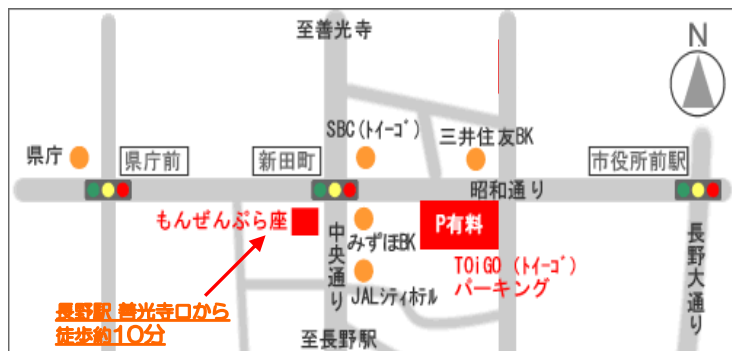 至善光寺
N
SBC(ﾄｲｰｺﾞ)
三井住友BK
県庁
県庁前
新田町
市役所前駅
昭和通り
もんぜんぷら座
中央通り
みずほBK
P有料
TOiGO (ﾄｲｰｺﾞ)
パーキング
長野大通り
JALｼﾃｨﾎﾃﾙ
長野駅 善光寺口から
徒歩約10分
至長野駅